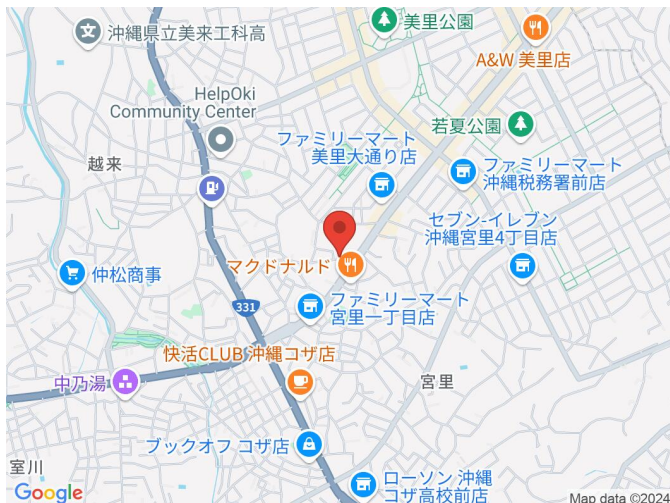 美里公園
沖縄県立美来工科高
A&W 美里店
HelpOki
Community Center
若夏公園
ファミリーマート
美里大通り店
越来
ファミリーマート
沖縄税務署前店
セブン-イレブン
沖縄宮里4丁目店
仲松商事
マクドナルド
331
ファミリーマート
宮里一丁目店
快活CLUB 沖縄コザ店
中乃湯
宮里
ブックオフ コザ店
室川
ローソン 沖縄
コザ高校前店
Google
Map data ©2024